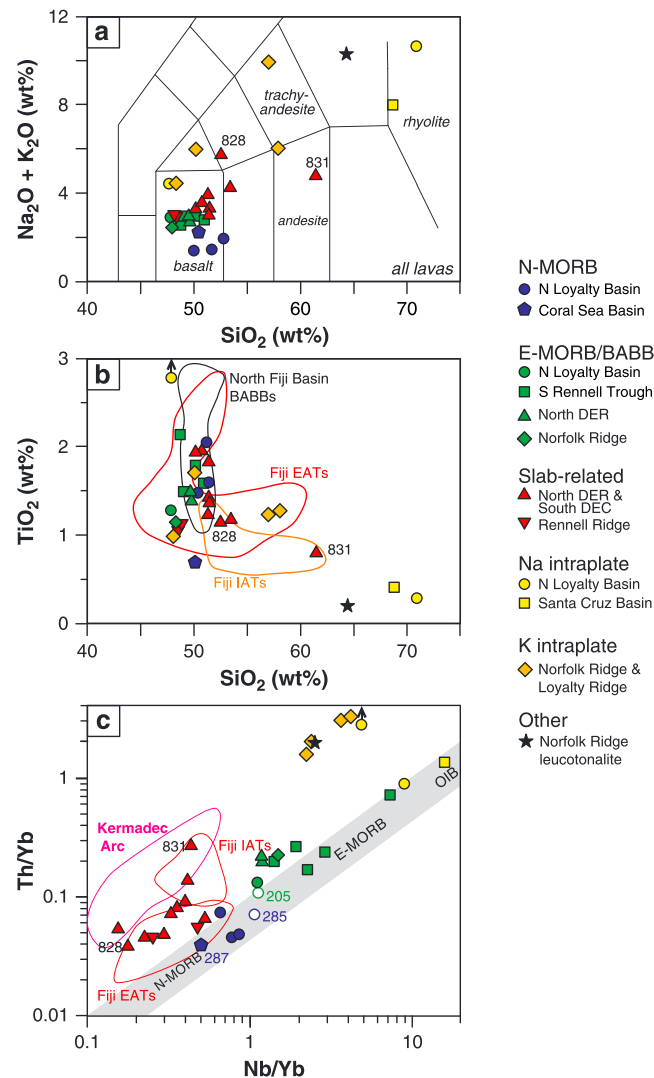 a
12
8
4
0
Na2O + K2O (wt%)
828
831
trachy-
andesite
rhyolite
andesite
basalt
all lavas
40
50
60
70
SiO2 (wt%)
b
3
2
1
0
TiO2 (wt%)
North Fiji Basin
BABBs
Fiji EATs
828
831
Fiji IATs
40
50
60
70
SiO2 (wt%)
c
1
0.1
0.01
Th/Yb
Kermadec
Arc
831
Fiji IATs
828
Fiji EATs
N-MORB
287
285
205
E-MORB
OIB
0.1
1
10
Nb/Yb
N-MORB
N Loyalty Basin
Coral Sea Basin
E-MORB/BABB
N Loyalty Basin
S Rennell Trough
North DER
Norfolk Ridge
Slab-related
North DER &
South DEC
Rennell Ridge
Na intraplate
N Loyalty Basin
Santa Cruz Basin
K intraplate
Norfolk Ridge &
Loyalty Ridge
Other
Norfolk Ridge
leucotonalite